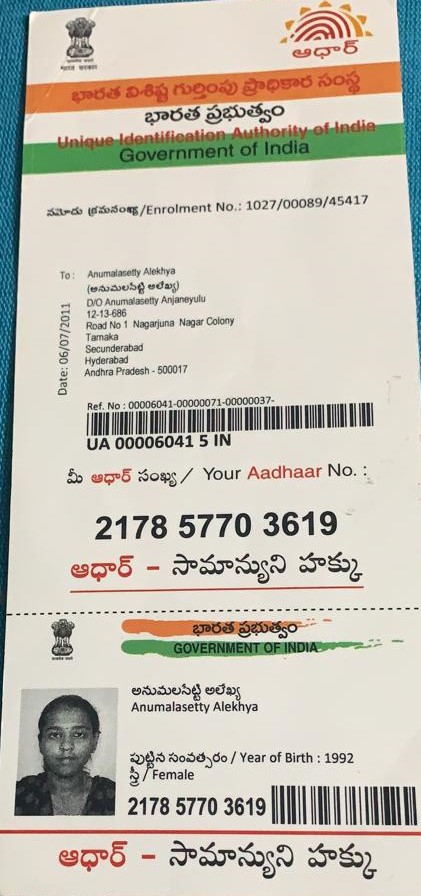 भारत सरकार
ఆధార్
భారత విశిష్ట గుర్తింపు ప్రాధికార సంస్థ
భారత ప్రభుత్వం
Unique Identification Authority of India
Government of India
నమోదు క్రమసంఖ్య/Enrolment No.: 1027/00089/45417
To: Anumalasetty Alekhya
(అనుమలసెట్టి అలేఖ్య)
D/O Anumalasetty Anjaneyulu
12-13-686
Road No 1 Nagarjuna Nagar Colony
Tarnaka
Secunderabad
Hyderabad
Andhra Pradesh - 500017
Date: 06/07/2011
Ref. No : 00006041-00000071-00000037-
UA 00006041 5 IN
మీ ఆధార్ సంఖ్య / Your Aadhaar No. :
2178 5770 3619
ఆధార్ – సామాన్యుని హక్కు
భారత ప్రభుత్వం
GOVERNMENT OF INDIA
అనుమలసెట్టి అలేఖ్య
Anumalasetty Alekhya
పుట్టిన సంవత్సరం / Year of Birth : 1992
స్త్రీ / Female
2178 5770 3619
ఆధార్ – సామాన్యుని హక్కు